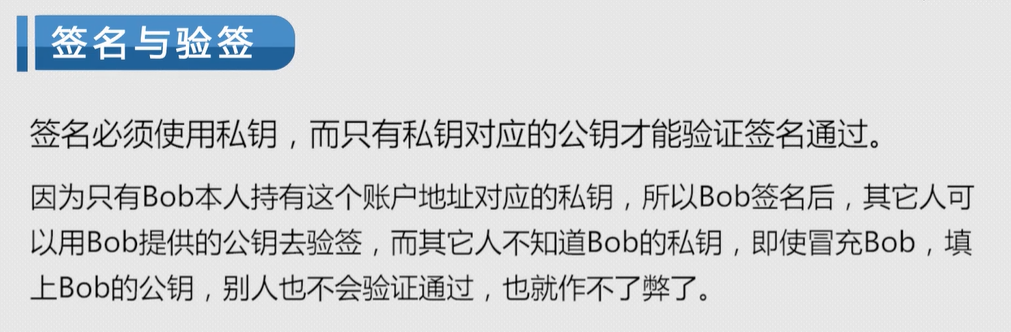 签名与验签
签名必须使用私钥，而只有私钥对应的公钥才能验证签名通过。
因为只有Bob本人持有这个账户地址对应的私钥，所以Bob签名后，其它人可
以用Bob提供的公钥去验签，而其它人不知道Bob的私钥，即使冒充Bob，填
上Bob的公钥，别人也不会验证通过，也就作不了弊了。